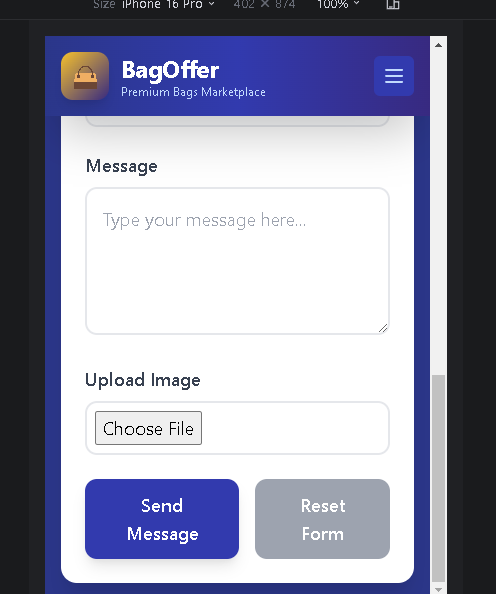 Size iPhone 16 Pro 402 × 874 100%
BagOffer
Premium Bags Marketplace
Message
Type your message here...
Upload Image
Choose File
Send
Message
Reset
Form